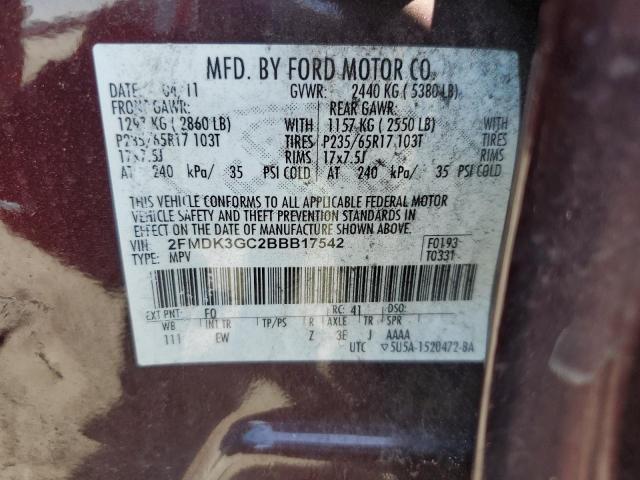 MFD. BY FORD MOTOR CO.
DATE: 04/11 GVWR: 2440 KG ( 5380 LB)
FRONT GAWR: REAR GAWR:
KG ( 2860 LB) WITH 1157 KG ( 2550 LB) WITH
P235/65R17 103T TIRES P235/65R17 103T TIRES
17x7.5J RIMS 17x7.5J RIMS
AT 240 kPa/ 35 PSI COLD AT 240 kPa/ 35 PSI COLD
THIS VEHICLE CONFORMS TO ALL APPLICABLE FEDERAL MOTOR
VEHICLE SAFETY AND THEFT PREVENTION STANDARDS IN
EFFECT ON THE DATE OF MANUFACTURE SHOWN ABOVE.
VIN: 2FMDK3GC2BBB17542 F0193
TYPE: MPV T0331
EXT PNT: FQ RC: 41 DSO:
WB INT TR TP/PS R AXLE TR SPR
111 EW Z 3E J AAAA
UTC ▽5U5A-1520472-BA